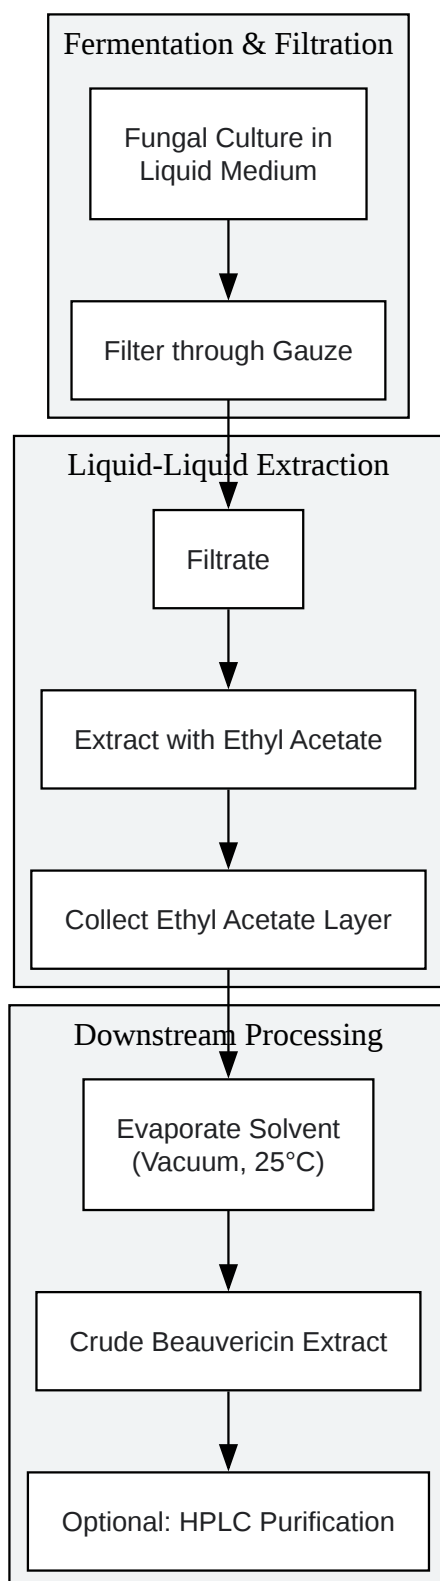 Fermentation & Filtration
Fungal Culture in
Liquid Medium
Filter through Gauze
Liquid-Liquid Extraction
Filtrate
Extract with Ethyl Acetate
Collect Ethyl Acetate Layer
Downstream Processing
Evaporate Solvent
(Vacuum, 25°C)
Crude Beauvericin Extract
Optional: HPLC Purification